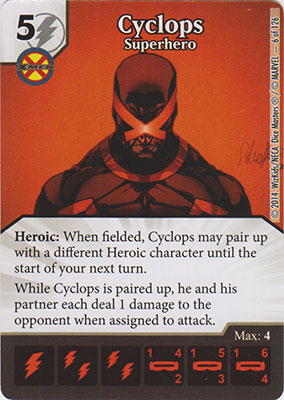 5
Cyclops
Superhero
X-MEN
© 2014 WizKids/NECA. Dice Masters ® / © MARVEL — 6 of 126
Heroic: When fielded, Cyclops may pair up
with a different Heroic character until the
start of your next turn.
While Cyclops is paired up, he and his
partner each deal 1 damage to the
opponent when assigned to attack.
Max: 4
1 4 1 5 1 6
2 3 4